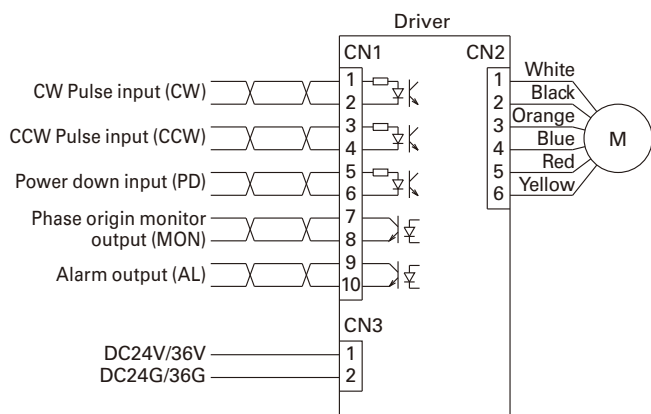 Driver
CN1
CN2
CW Pulse input (CW)
1
2
CCW Pulse input (CCW)
3
4
Power down input (PD)
5
6
Phase origin monitor
output (MON)
7
8
Alarm output (AL)
9
10
1
White
2
Black
3
Orange
4
Blue
5
Red
6
Yellow
M
CN3
DC24V/36V
1
DC24G/36G
2